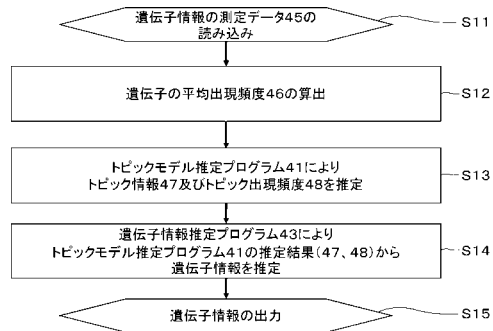 遺伝子情報の測定データ45の
読み込み
S11
遺伝子の平均出現頻度46の算出
S12
トピックモデル推定プログラム41により
トピック情報47及びトピック出現頻度48を推定
S13
遺伝子情報推定プログラム43により
トピックモデル推定プログラム41の推定結果(47、48)から
遺伝子情報を推定
S14
遺伝子情報の出力
S15